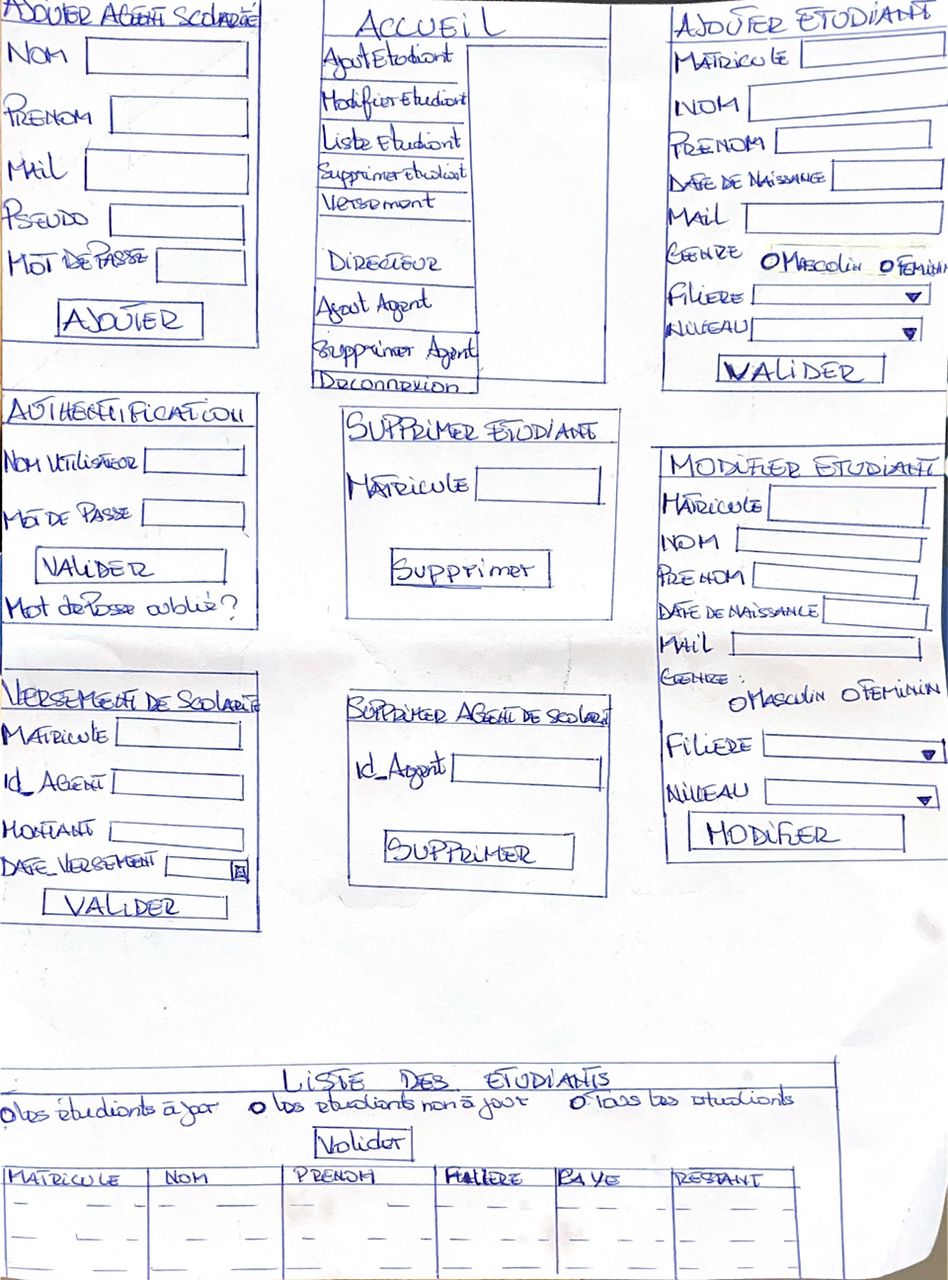 AJOUTER AGENT SCOLARITÉ
NOM
PRENOM
MAIL
PSEUDO
MOT DE PASSE
AJOUTER
ACCUEIL
Ajout Etudiant
Modifier Etudiant
Liste Etudiant
Supprimer Etudiant
Versement
DIRECTEUR
Ajout Agent
Supprimer Agent
Deconnexion
AJOUTER ETUDIANT
MATRICULE
NOM
PRENOM
DATE DE NAISSANCE
MAIL
GENRE MASCULIN FEMININ
FILIERE
NIVEAU
VALIDER
AUTHENTIFICATION
NOM UTILISATEUR
MOT DE PASSE
VALIDER
Mot de Passe oublié ?
SUPPRIMER ETUDIANT
MATRICULE
Supprimer
MODIFIER ETUDIANT
MATRICULE
NOM
PRENOM
DATE DE NAISSANCE
MAIL
GENRE :
MASCULIN FEMININ
FILIERE
NIVEAU
MODIFIER
VERSEMENT DE SCOLARITÉ
MATRICULE
Id_AGENT
MONTANT
DATE_VERSEMENT
VALIDER
SUPPRIMER AGENT DE SCOLARITÉ
Id_Agent
SUPPRIMER
LISTE DES ETUDIANTS
Les étudiants à jour Les etudiants non à jour Tous les etudiants
Valider
MATRICULE NOM PRENOM FILIERE PAYE RESTANT